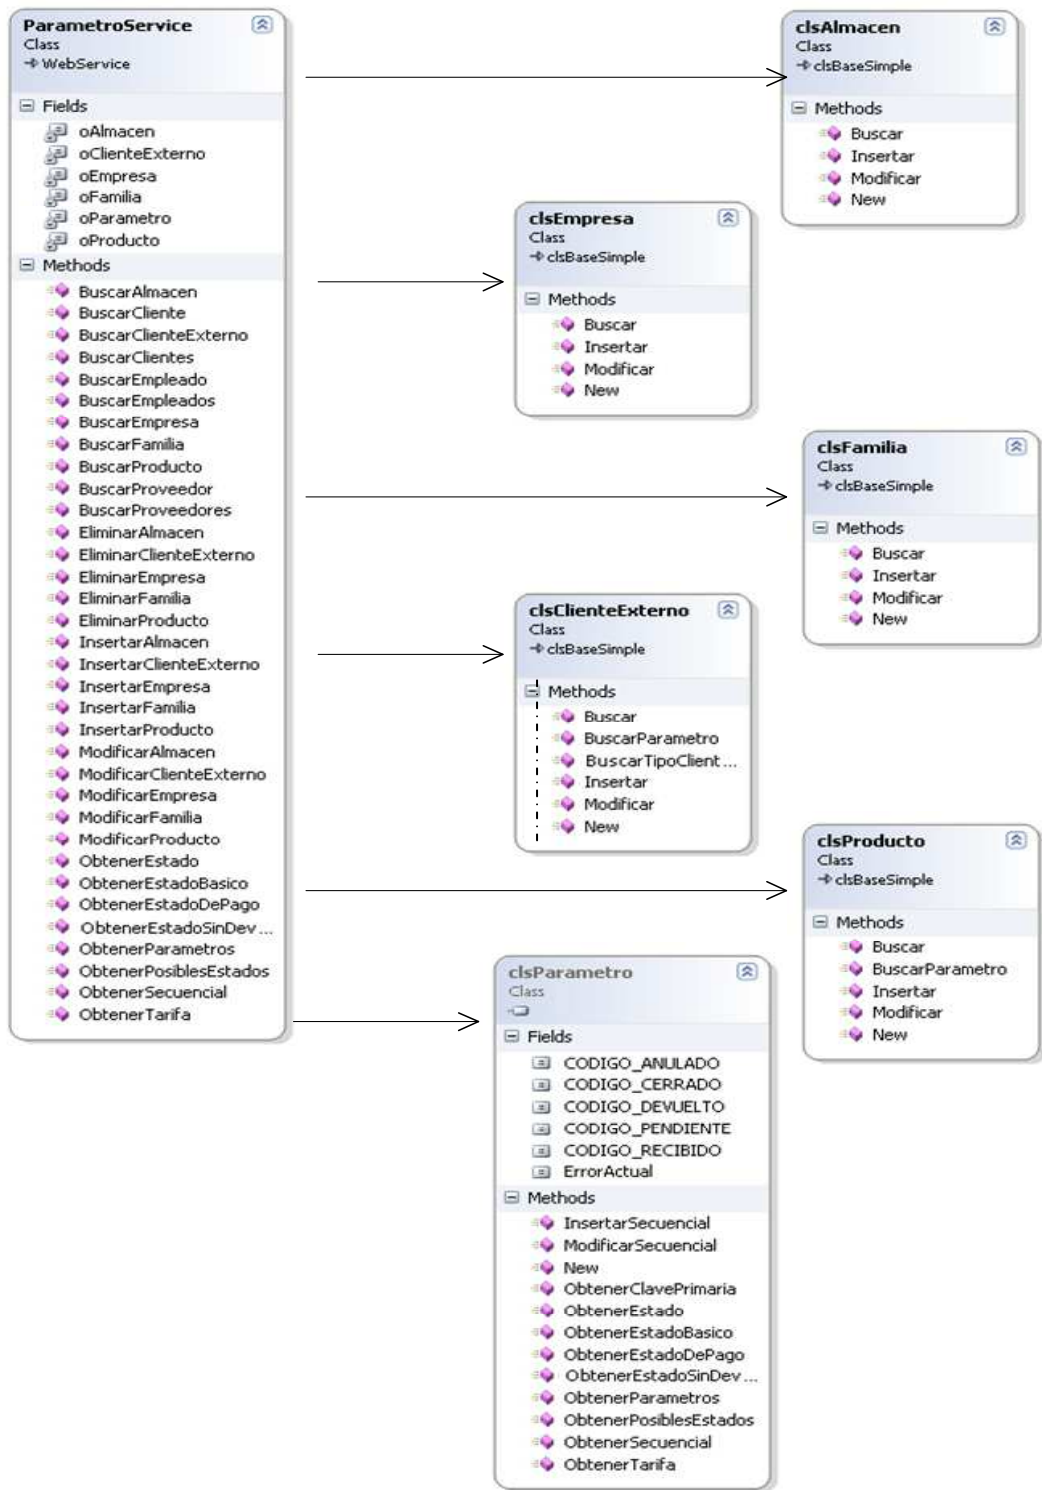 ParametroService
Class
WebService
Fields
oAlmacen
oClienteExterno
oEmpresa
oFamilia
oParametro
oProducto
Methods
BuscarAlmacen
BuscarCliente
BuscarClienteExterno
BuscarClientes
BuscarEmpleado
BuscarEmpleados
BuscarEmpresa
BuscarFamilia
BuscarProducto
BuscarProveedor
BuscarProveedores
EliminarAlmacen
EliminarClienteExterno
EliminarEmpresa
EliminarFamilia
EliminarProducto
InsertarAlmacen
InsertarClienteExterno
InsertarEmpresa
InsertarFamilia
InsertarProducto
ModificarAlmacen
ModificarClienteExterno
ModificarEmpresa
ModificarFamilia
ModificarProducto
ObtenerEstado
ObtenerEstadoBasico
ObtenerEstadoDePago
ObtenerEstadoSinDev...
ObtenerParametros
ObtenerPosiblesEstados
ObtenerSecuencial
ObtenerTarifa
clsAlmacen
Class
clsBaseSimple
Methods
Buscar
Insertar
Modificar
New
clsEmpresa
Class
clsBaseSimple
Methods
Buscar
Insertar
Modificar
New
clsFamilia
Class
clsBaseSimple
Methods
Buscar
Insertar
Modificar
New
clsClienteExterno
Class
clsBaseSimple
Methods
Buscar
BuscarParametro
BuscarTipoClient...
Insertar
Modificar
New
clsProducto
Class
clsBaseSimple
Methods
Buscar
BuscarParametro
Insertar
Modificar
New
clsParametro
Class
Fields
CODIGO_ANULADO
CODIGO_CERRADO
CODIGO_DEVUELTO
CODIGO_PENDIENTE
CODIGO_RECIBIDO
ErrorActual
Methods
InsertarSecuencial
ModificarSecuencial
New
ObtenerClavePrimaria
ObtenerEstado
ObtenerEstadoBasico
ObtenerEstadoDePago
ObtenerEstadoSinDev...
ObtenerParametros
ObtenerPosiblesEstados
ObtenerSecuencial
ObtenerTarifa